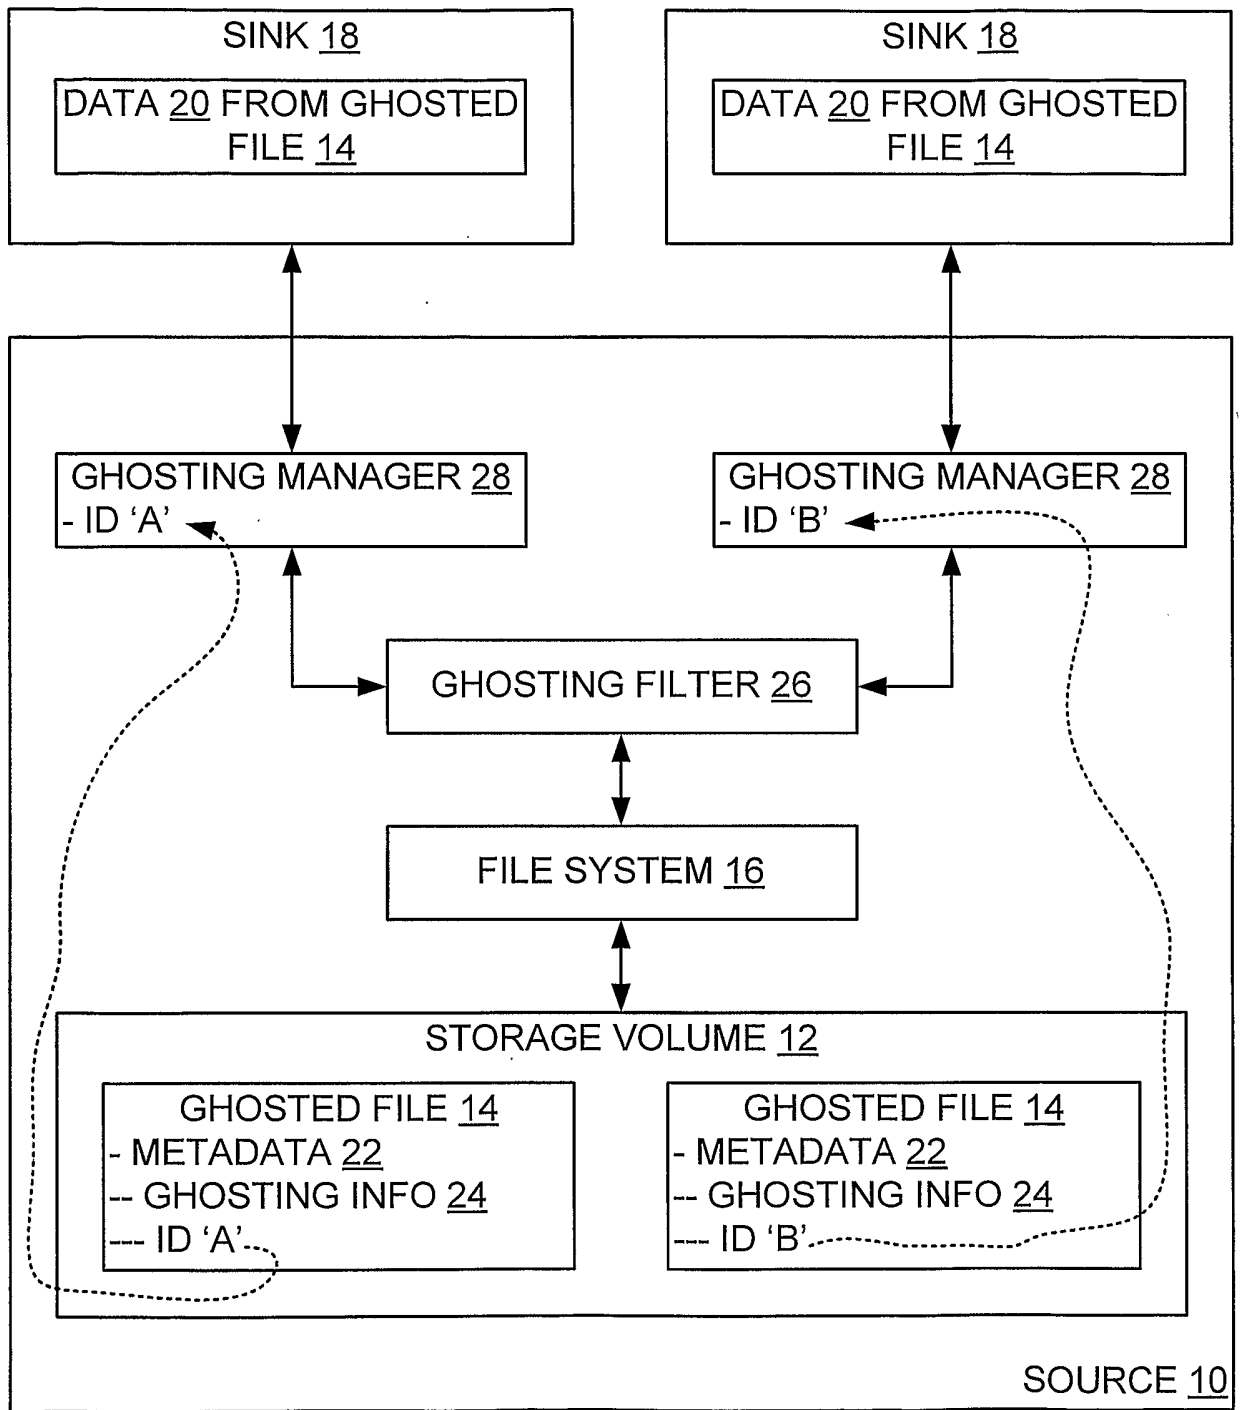 SINK 18
DATA 20 FROM GHOSTED
FILE 14
SINK 18
DATA 20 FROM GHOSTED
FILE 14
GHOSTING MANAGER 28
- ID ‘A’
GHOSTING MANAGER 28
- ID ‘B’
GHOSTING FILTER 26
FILE SYSTEM 16
STORAGE VOLUME 12
GHOSTED FILE 14
- METADATA 22
-- GHOSTING INFO 24
--- ID ‘A’
GHOSTED FILE 14
- METADATA 22
-- GHOSTING INFO 24
--- ID ‘B’
SOURCE 10